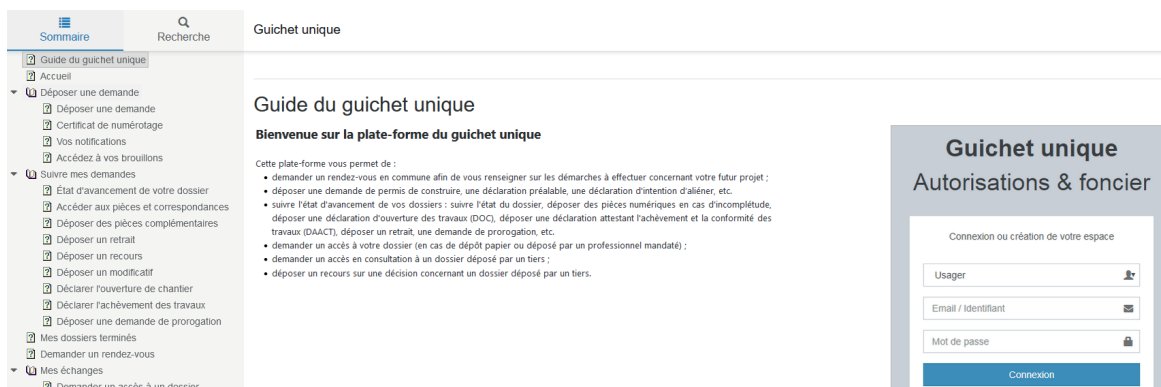 Sommaire
Recherche
Guichet unique
Guide du guichet unique
Accueil
Déposer une demande
Déposer une demande
Certificat de numérotage
Vos notifications
Accédez à vos brouillons
Suivre mes demandes
État d'avancement de votre dossier
Accéder aux pièces et correspondances
Déposer des pièces complémentaires
Déposer un retrait
Déposer un recours
Déposer un modificatif
Déclarer l'ouverture de chantier
Déclarer l'achèvement des travaux
Déposer une demande de prorogation
Mes dossiers terminés
Demander un rendez-vous
Mes échanges
Demander un accès à un dossier
Guide du guichet unique
Bienvenue sur la plate-forme du guichet unique
Cette plate-forme vous permet de :
• demander un rendez-vous en commune afin de vous renseigner sur les démarches à effectuer concernant votre futur projet ;
• déposer une demande de permis de construire, une déclaration préalable, une déclaration d'intention d'aliéner, etc.
• suivre l'état d'avancement de vos dossiers : suivre l'état du dossier, déposer des pièces numériques en cas d'incomplétude,
déposer une déclaration d'ouverture des travaux (DOC), déposer une déclaration attestant l'achèvement et la conformité des
travaux (DAACT), déposer un retrait, une demande de prorogation, etc.
• demander un accès à votre dossier (en cas de dépôt papier ou déposé par un professionnel mandaté) ;
• demander un accès en consultation à un dossier déposé par un tiers ;
• déposer un recours sur une décision concernant un dossier déposé par un tiers.
Guichet unique
Autorisations & foncier
Connexion ou création de votre espace
Usager
Email / Identifiant
Mot de passe
Connexion